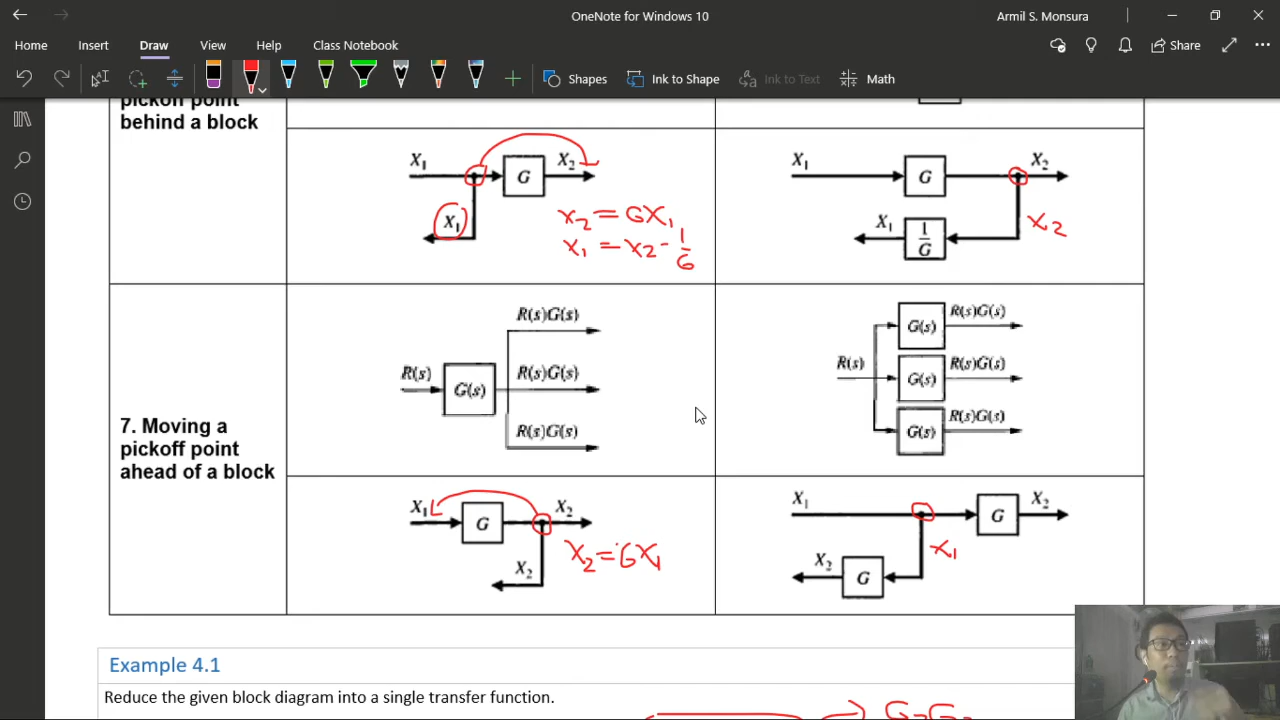 OneNote for Windows 10
Armil S. Monsura
Home Insert Draw View Help Class Notebook
Share
Shapes
Ink to Shape
Ink to Text
Math
pickoff point
behind a block
X₁ G X₂
X₁
x₂ = GX₁
x₁ = x₂ · 1/G
X₁ G X₂
X₁ 1/G X₂
7. Moving a
pickoff point
ahead of a block
R(s) G(s)
R(s)G(s)
R(s)G(s)
R(s)G(s)
R(s)
G(s) R(s)G(s)
G(s) R(s)G(s)
G(s) R(s)G(s)
X₁ G X₂
X₂ X₂ = GX₁
X₁ G X₂
X₂ G X₁
Example 4.1
Reduce the given block diagram into a single transfer function.